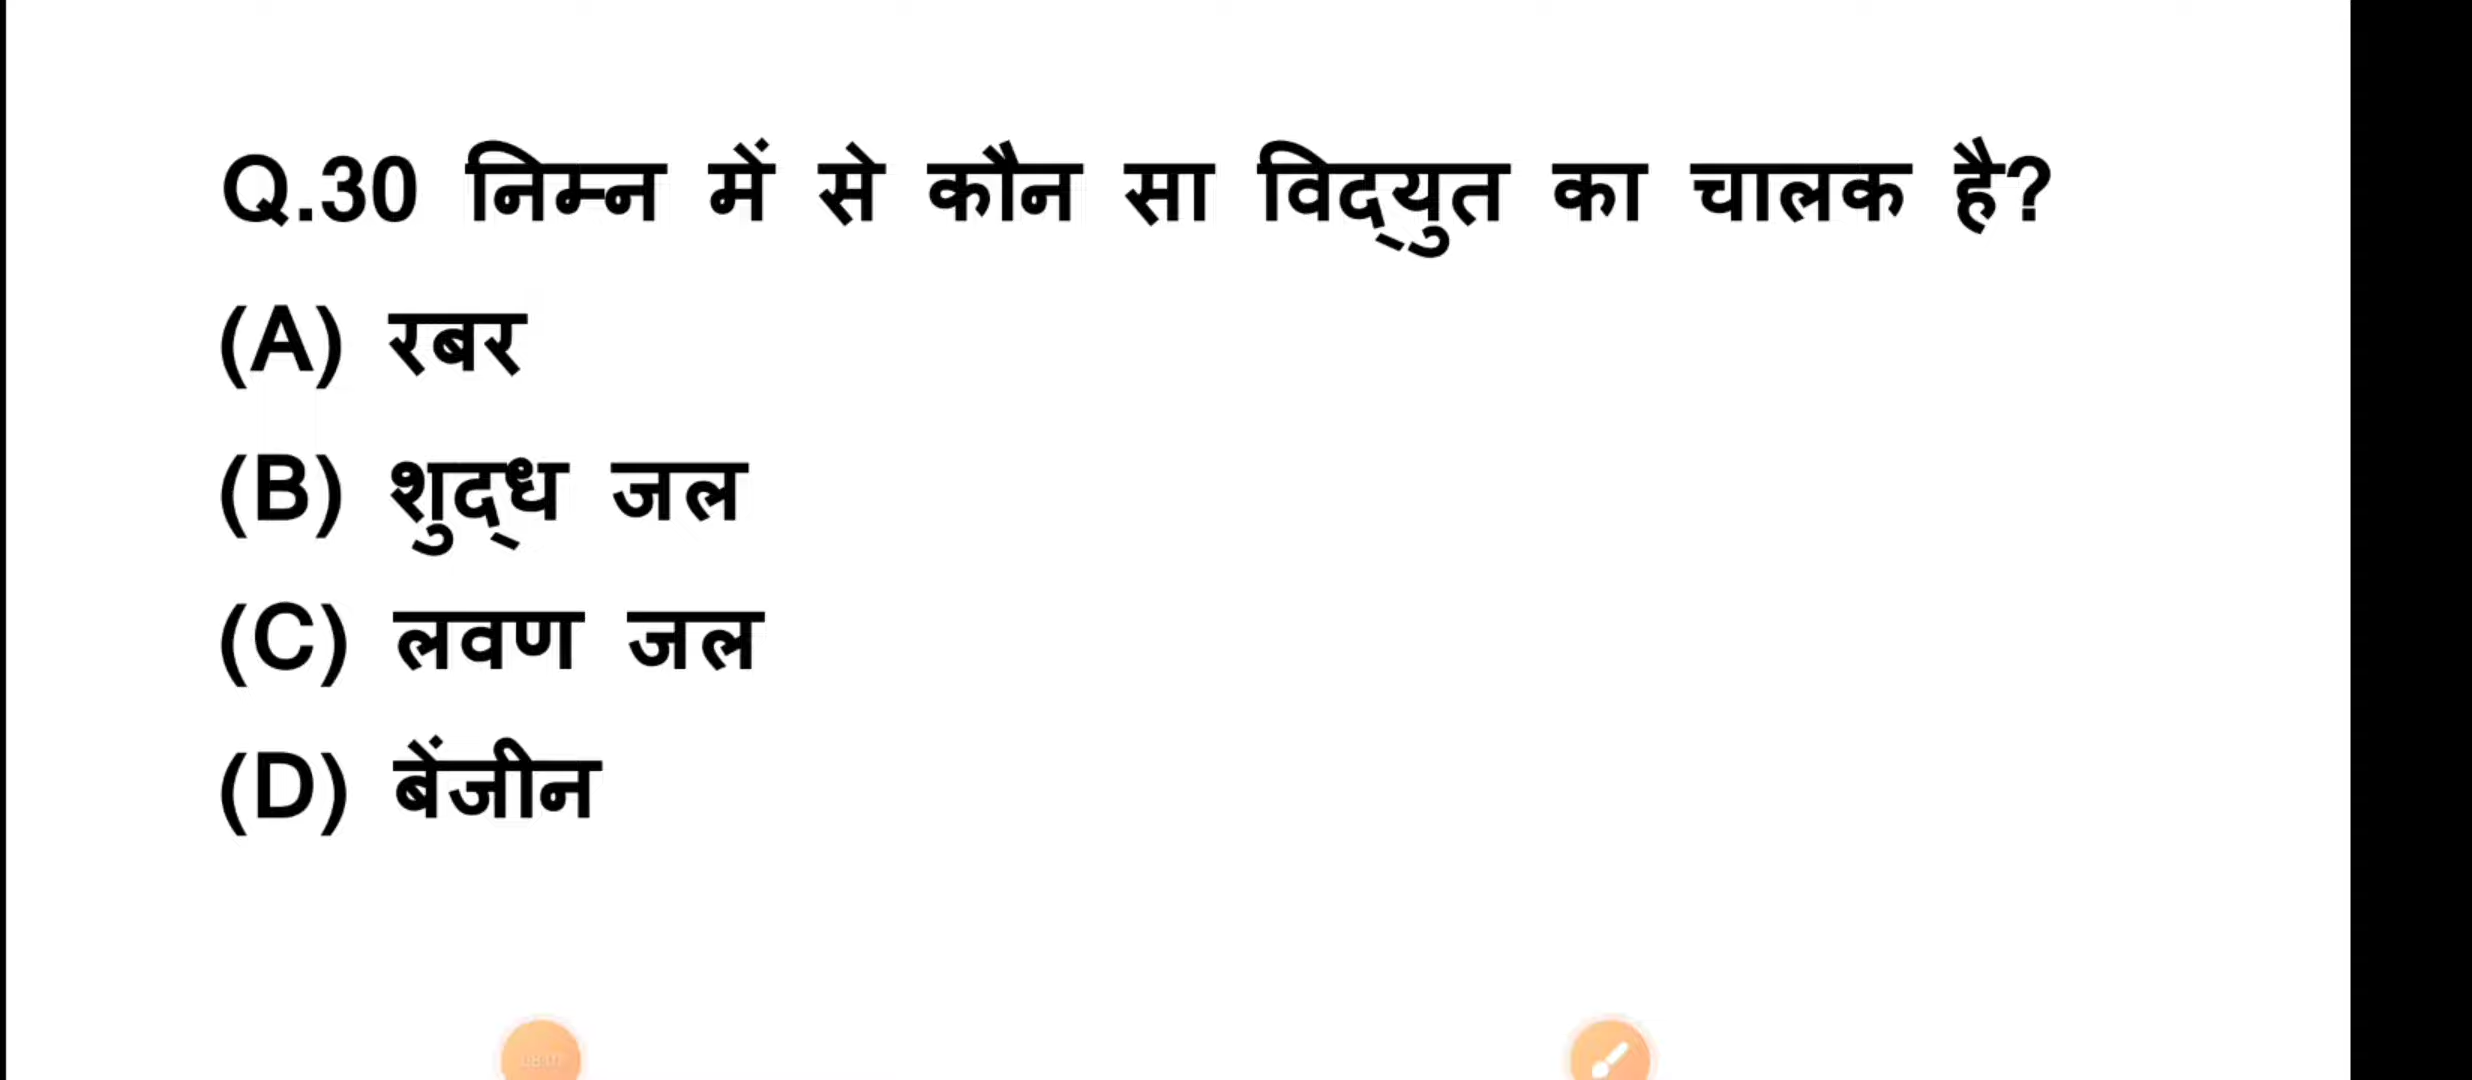 Q.30 निम्न में से कौन सा विद्युत का चालक है?
(A) रबर
(B) शुद्ध जल
(C) लवण जल
(D) बेंजीन